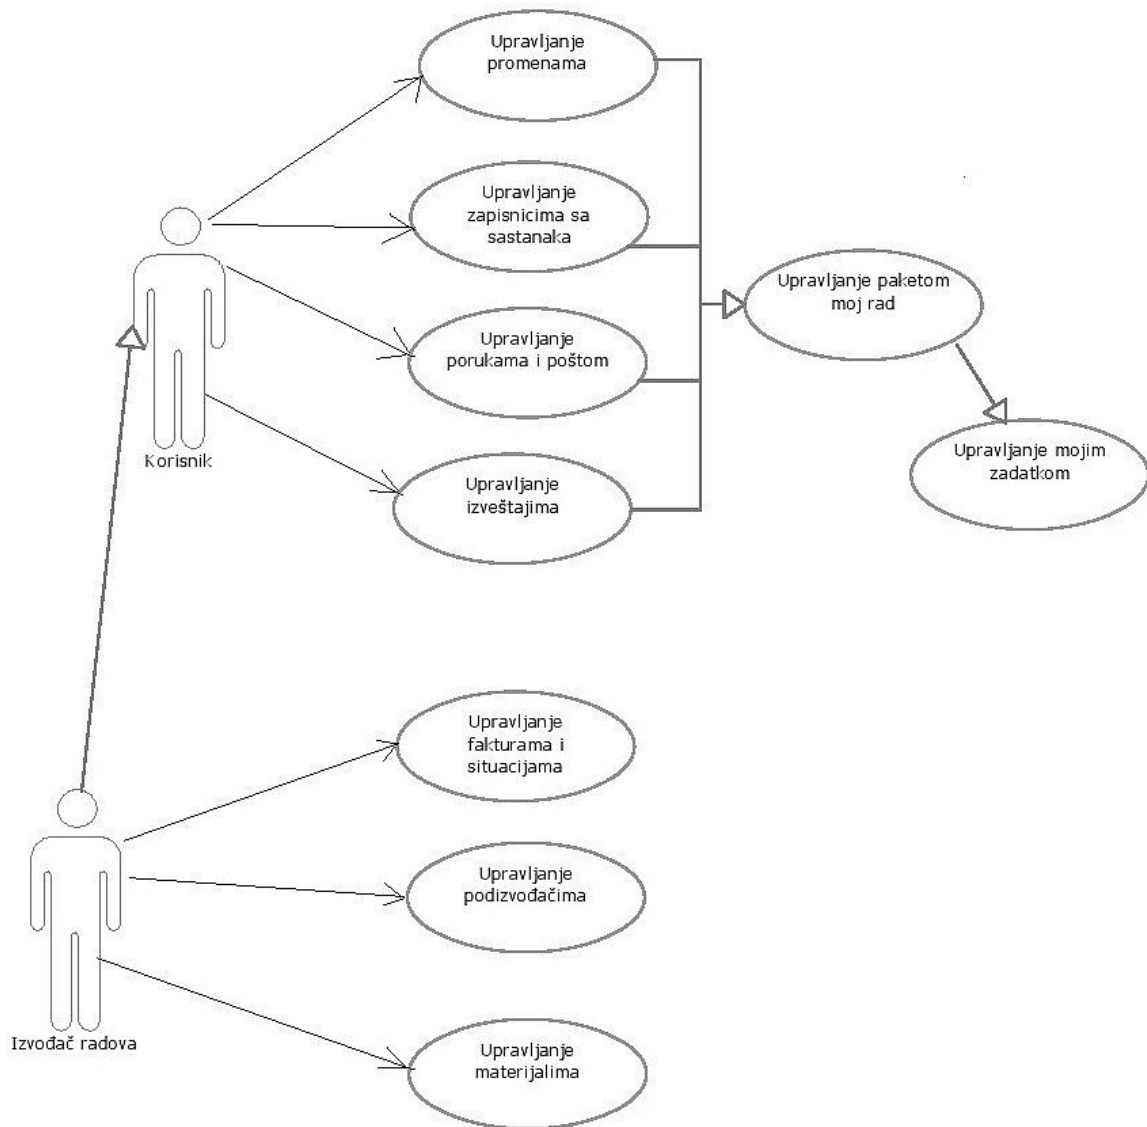 Upravljanje
promenama
Upravljanje
zapisnicima sa
sastanaka
Upravljanje paketom
moj rad
Upravljanje
porukama i poštom
Upravljanje mojim
zadatkom
Korisnik
Upravljanje
izveštajima
Upravljanje
fakturama i
situacijama
Upravljanje
podizvođačima
Izvođač radova
Upravljanje
materijalima